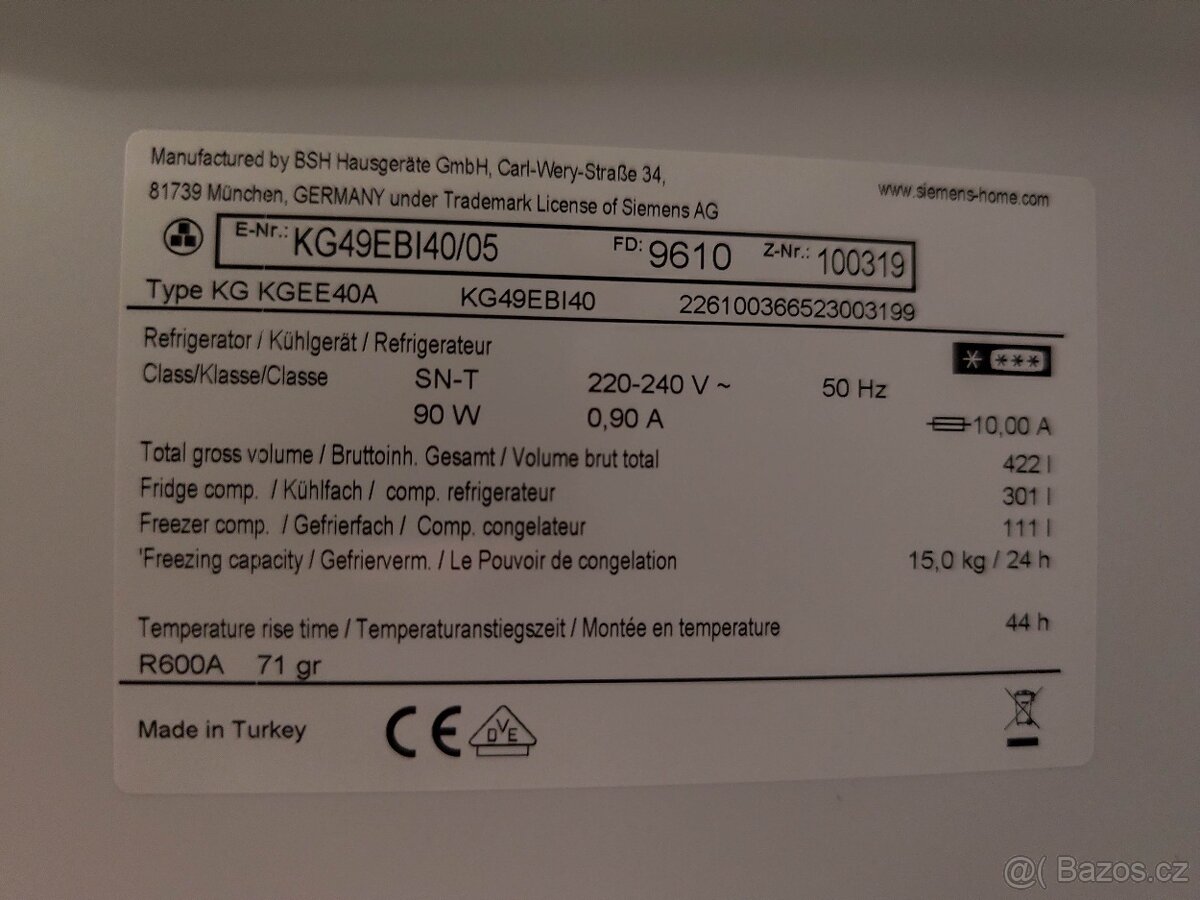 Manufactured by BSH Hausgeräte GmbH, Carl-Wery-Straße 34,
81739 München, GERMANY under Trademark License of Siemens AG
www.siemens-home.com
E-Nr.: KG49EBI40/05 FD: 9610 Z-Nr.: 100319
Type KG KGEE40A KG49EBI40 226100366523003199
Refrigerator / Kühlgerät / Refrigerateur
Class/Klasse/Classe SN-T 220-240 V ~ 50 Hz
90 W 0,90 A 10,00 A
Total gross volume / Bruttoinh. Gesamt / Volume brut total 422 l
Fridge comp. / Kühlfach / comp. refrigerateur 301 l
Freezer comp. / Gefrierfach / Comp. congelateur 111 l
'Freezing capacity / Gefrierverm. / Le Pouvoir de congelation 15,0 kg / 24 h
Temperature rise time / Temperaturanstiegszeit / Montée en temperature 44 h
R600A 71 gr
Made in Turkey CE DVE
@( Bazos.cz